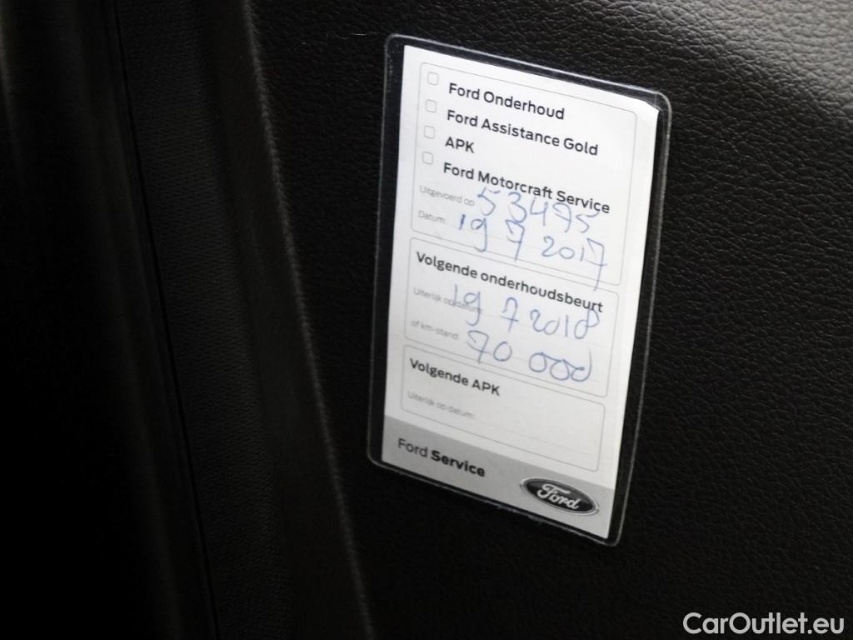 Ford Onderhoud
Ford Assistance Gold
APK
Ford Motorcraft Service
Uitgevoerd op 53495
Datum: 19 7 2017
Volgende onderhoudsbeurt
Uiterlijk op datum: 19 7 2018
of km-stand: 70 000
Volgende APK
Uiterlijk op datum:
Ford Service
Ford
CarOutlet.eu